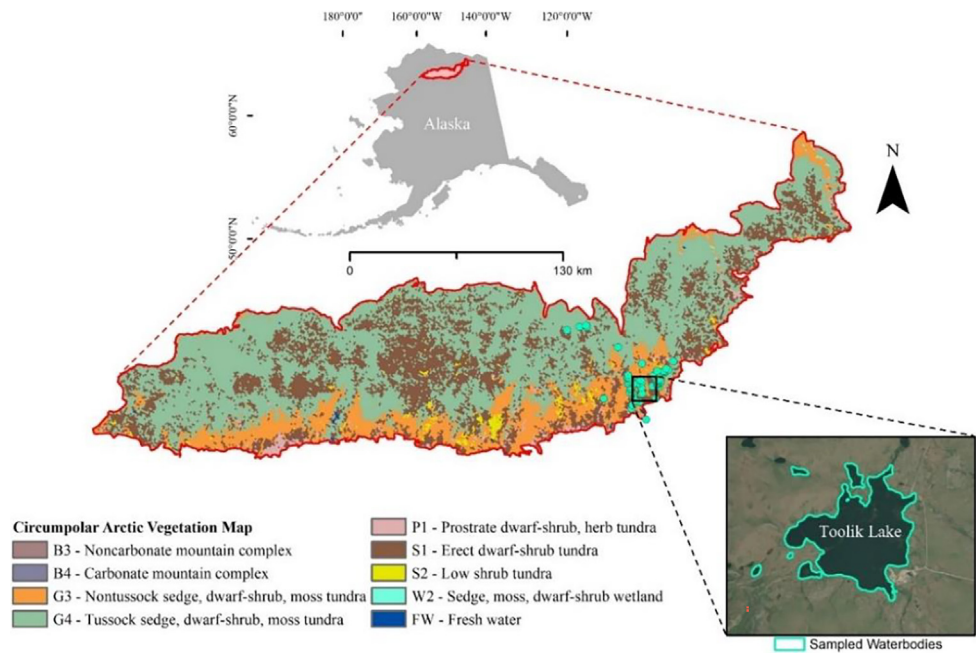 180°0'0" 160°0'0"W 140°0'0"W 120°0'0"W
60°0'0"N
Alaska
N
50°0'0"N
0 130 km
Circumpolar Arctic Vegetation Map
B3 - Noncarbonate mountain complex
B4 - Carbonate mountain complex
G3 - Nontussock sedge, dwarf-shrub, moss tundra
G4 - Tussock sedge, dwarf-shrub, moss tundra
P1 - Prostrate dwarf-shrub, herb tundra
S1 - Erect dwarf-shrub tundra
S2 - Low shrub tundra
W2 - Sedge, moss, dwarf-shrub wetland
FW - Fresh water
Toolik Lake
Sampled Waterbodies